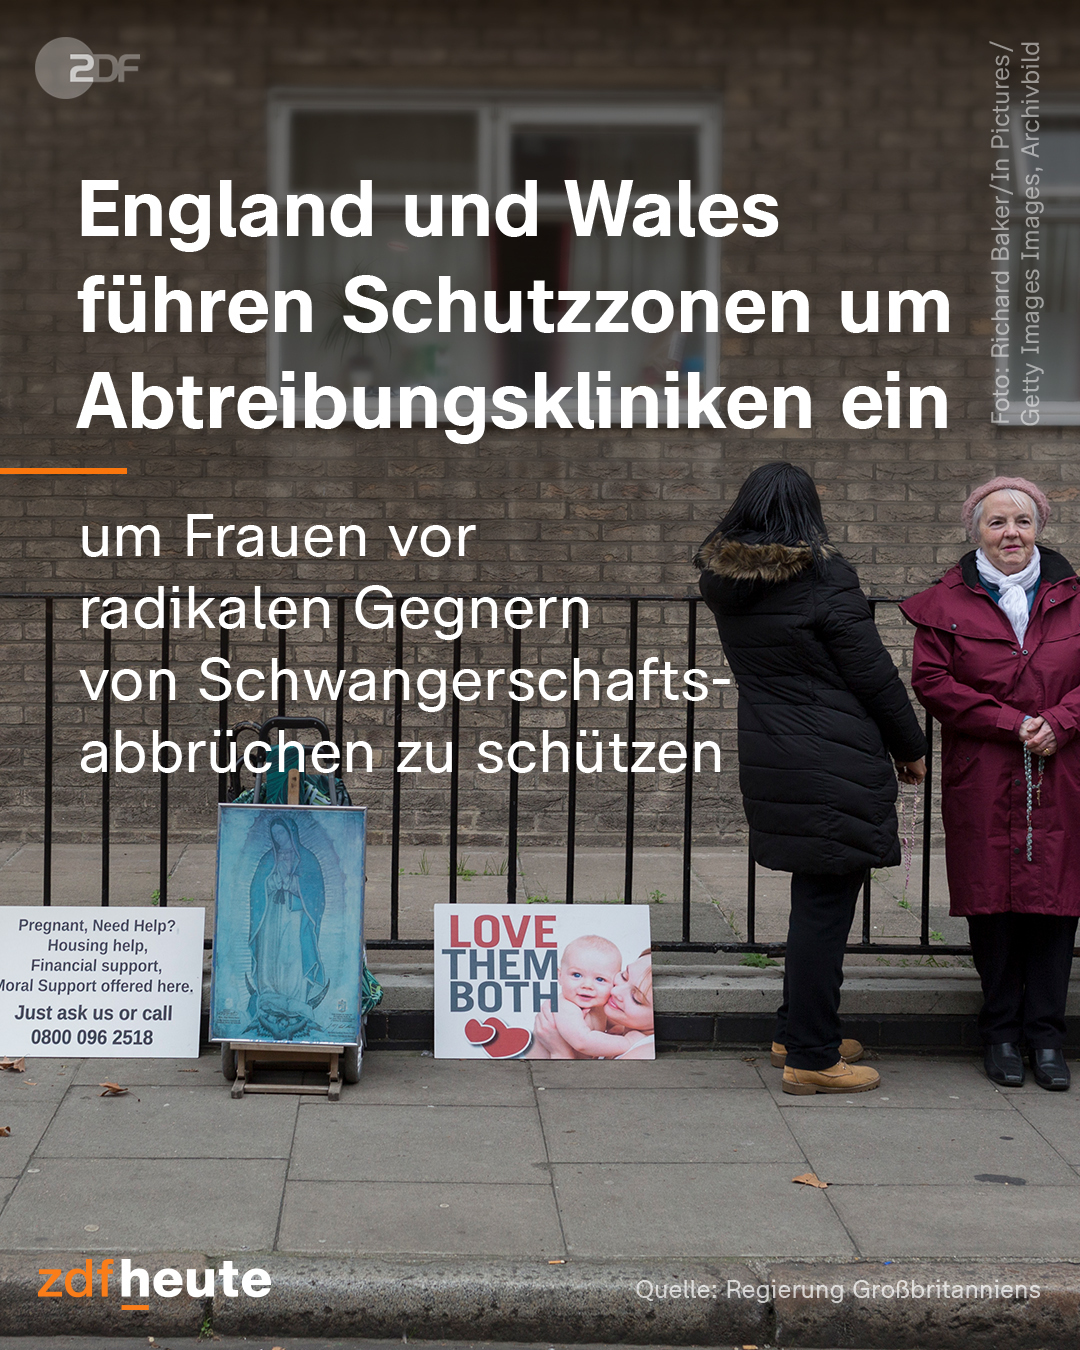 ZDF
Foto: Richard Baker/In Pictures/
Getty Images Images, Archivbild
England und Wales
führen Schutzzonen um
Abtreibungskliniken ein
um Frauen vor
radikalen Gegnern
von Schwangerschafts-
abbrüchen zu schützen
Pregnant, Need Help?
Housing help,
Financial support,
Moral Support offered here.
Just ask us or call
0800 096 2518
LOVE
THEM
BOTH
zdfheute
Quelle: Regierung Großbritanniens